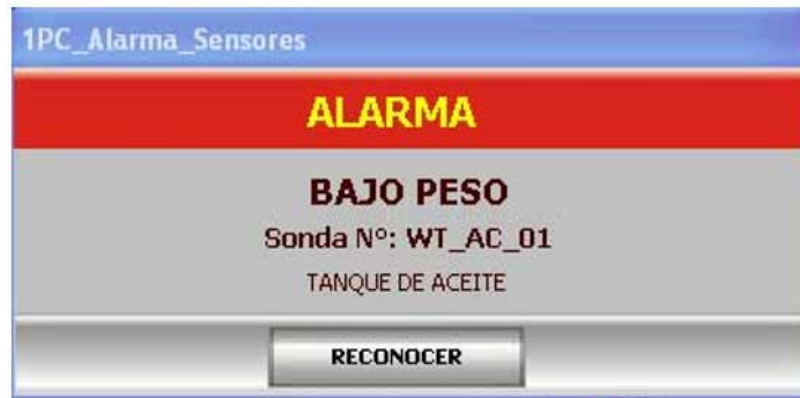 1PC_Alarma_Sensores
ALARMA
BAJO PESO
Sonda Nº: WT_AC_01
TANQUE DE ACEITE
RECONOCER